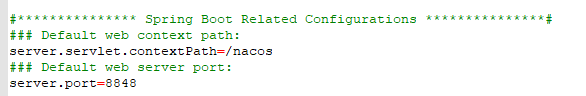 #*************** Spring Boot Related Configurations ***************#
### Default web context path:
server.servlet.contextPath=/nacos
### Default web server port:
server.port=8848